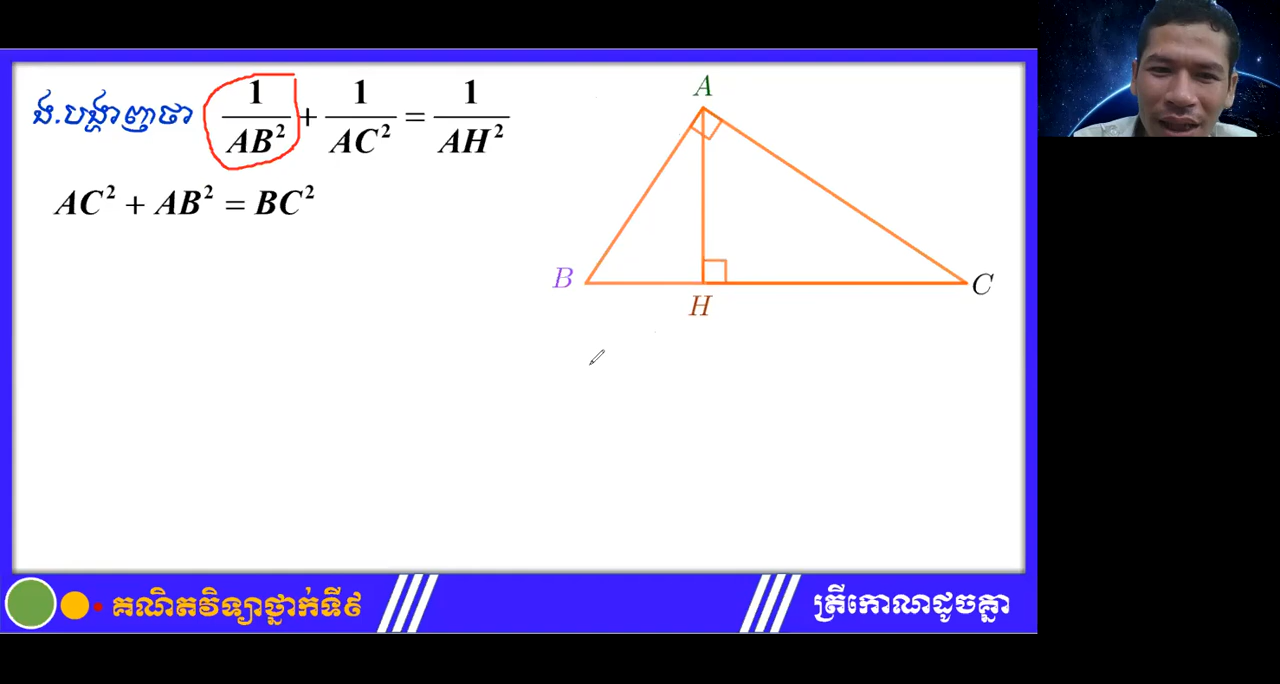 ង.បង្ហាញថា 1/AB² + 1/AC² = 1/AH²
AC² + AB² = BC²
A
B
H
C
គណិតវិទ្យាថ្នាក់ទី៩
ត្រីកោណដូចគ្នា